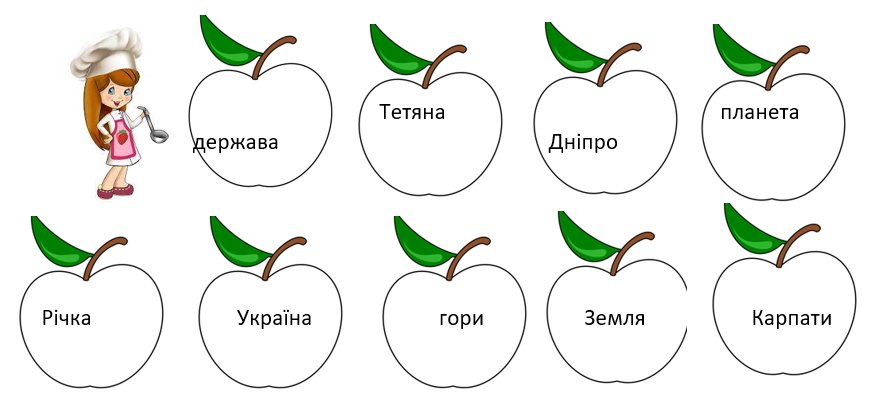 держава
Тетяна
Дніпро
планета
Річка
Україна
гори
Земля
Карпати